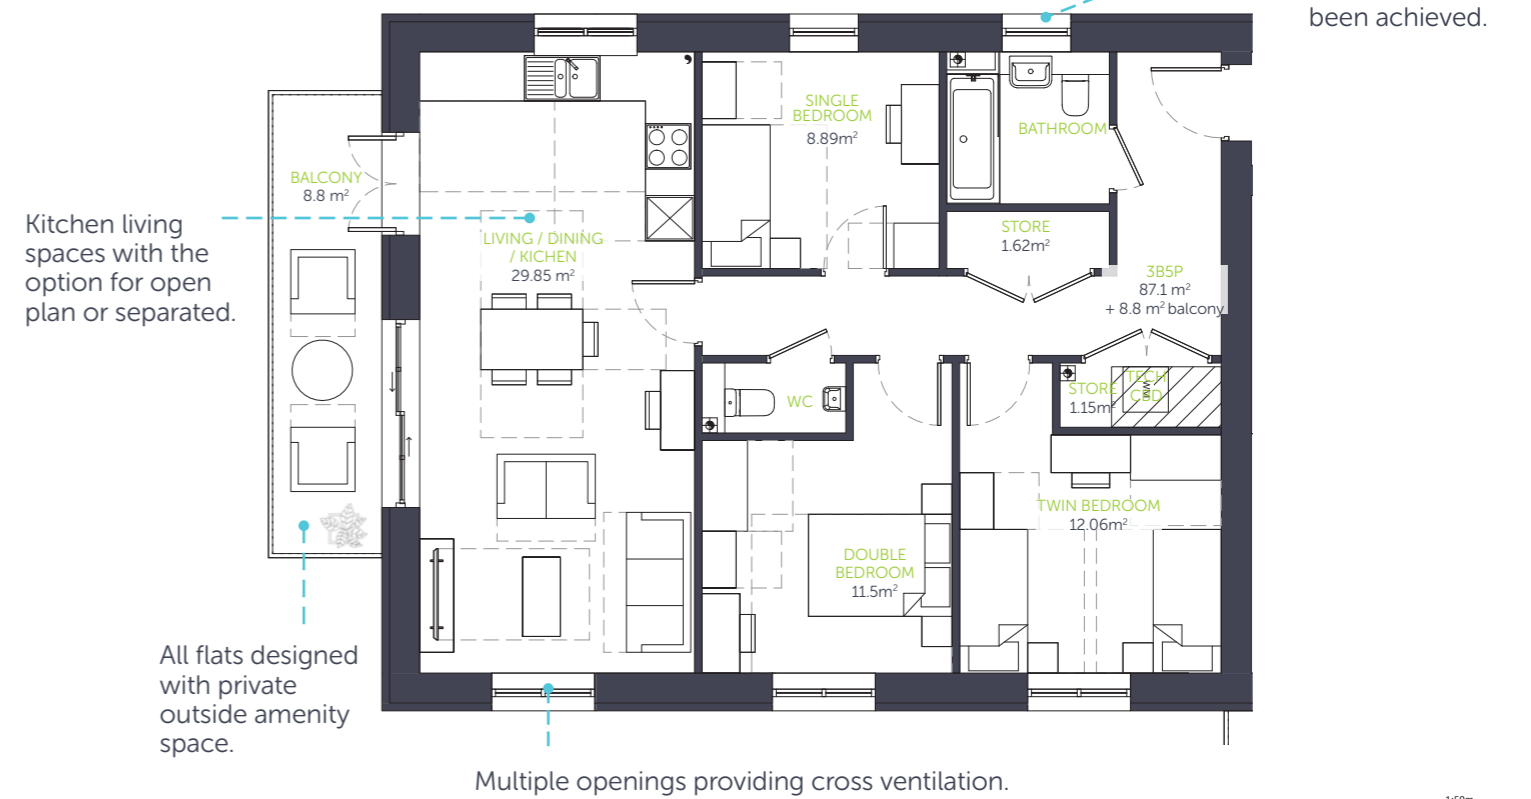 been achieved.
SINGLE
BEDROOM
8.89m²
BATHROOM
BALCONY
8.8 m²
Kitchen living
spaces with the
option for open
plan or separated.
LIVING / DINING
/ KICHEN
29.85 m²
STORE
1.62m²
3B5P
87.1 m²
+ 8.8 m² balcony
WC
STORE
1.15m²
TECH
CBD
WM
TWIN BEDROOM
12.06m²
DOUBLE
BEDROOM
11.5m²
All flats designed
with private
outside amenity
space.
Multiple openings providing cross ventilation.